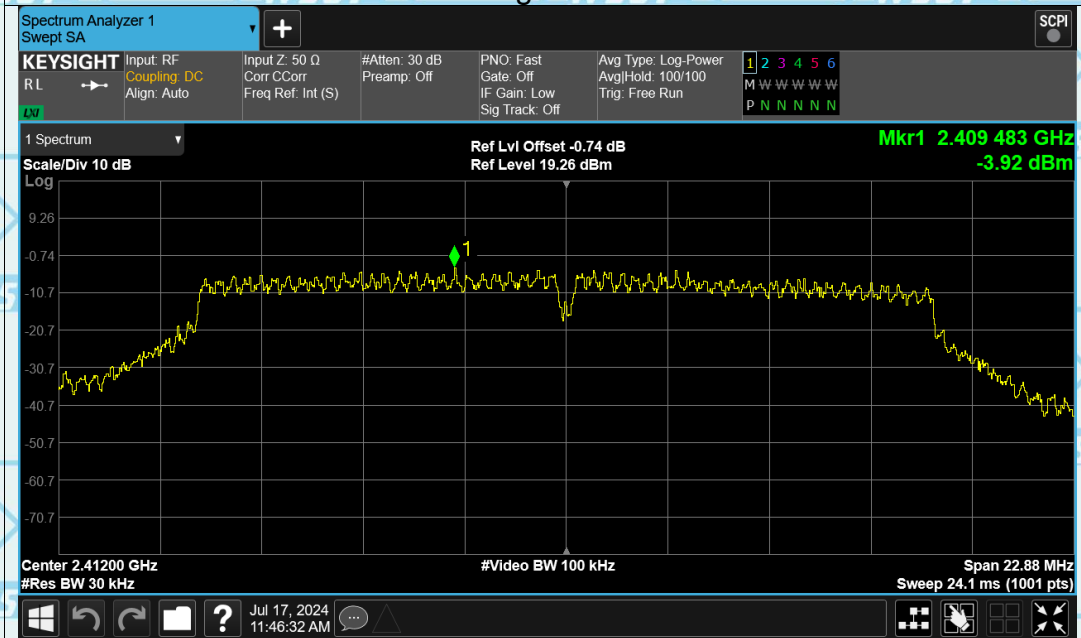 Spectrum Analyzer 1
Swept SA
+
SCPI
KEYSIGHT
R L
LXI
Input: RF
Coupling: DC
Align: Auto
Input Z: 50 Ω
Corr CCorr
Freq Ref: Int (S)
#Atten: 30 dB
Preamp: Off
PNO: Fast
Gate: Off
IF Gain: Low
Sig Track: Off
Avg Type: Log-Power
Avg|Hold: 100/100
Trig: Free Run
1 2 3 4 5 6
M W W W W W
P N N N N N
1 Spectrum
Scale/Div 10 dB
Log
Ref Lvl Offset -0.74 dB
Ref Level 19.26 dBm
Mkr1 2.409 483 GHz
-3.92 dBm
1
9.26
-0.74
-10.7
-20.7
-30.7
-40.7
-50.7
-60.7
-70.7
Center 2.41200 GHz
#Video BW 100 kHz
Span 22.88 MHz
#Res BW 30 kHz
Sweep 24.1 ms (1001 pts)
?
Jul 17, 2024
11:46:32 AM